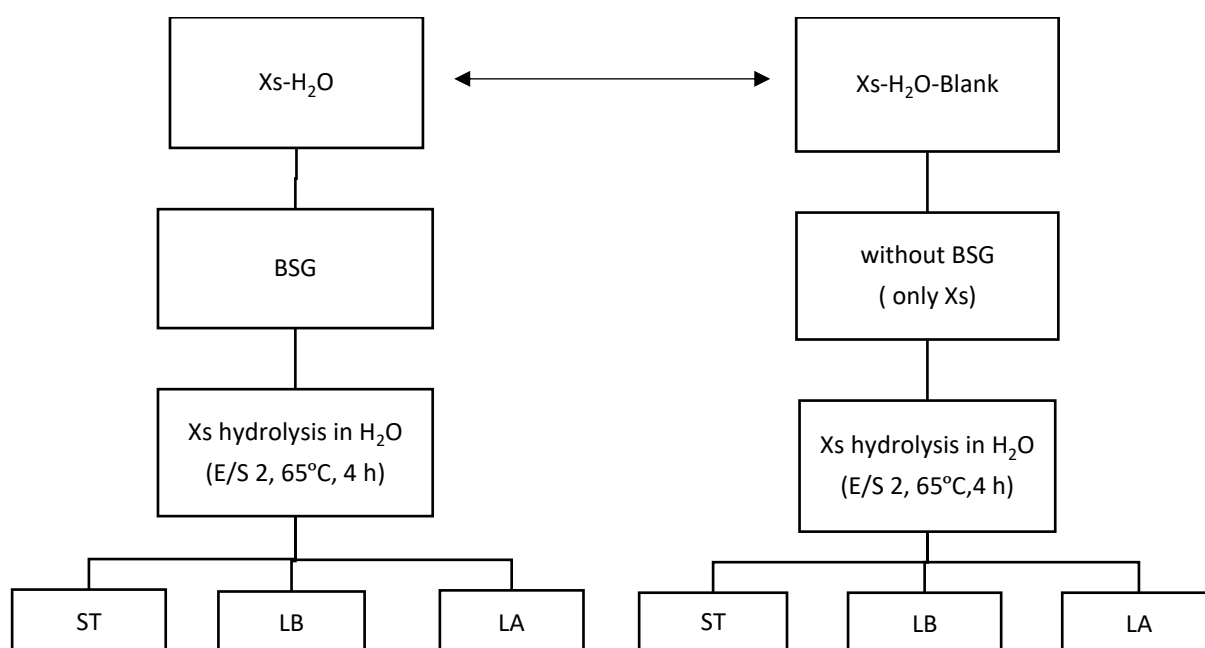 Xs-H₂O
Xs-H₂O-Blank
BSG
without BSG
( only Xs)
Xs hydrolysis in H₂O
(E/S 2, 65ºC, 4 h)
Xs hydrolysis in H₂O
(E/S 2, 65ºC,4 h)
ST
LB
LA
ST
LB
LA